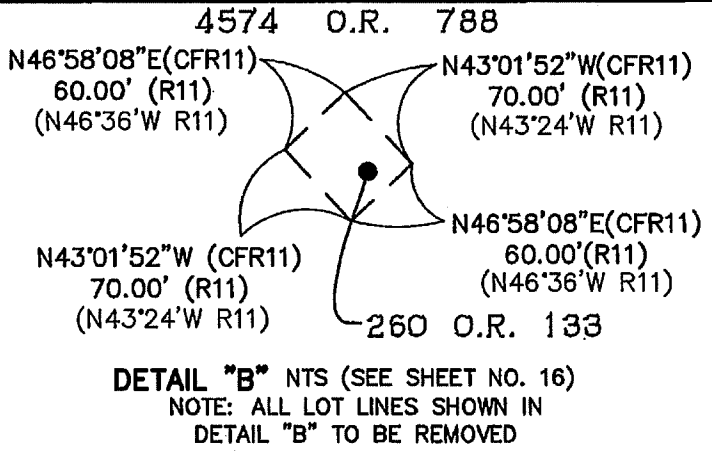 4574 O.R. 788
N46°58'08"E(CFR11)
60.00' (R11)
(N46°36'W R11)
N43°01'52"W(CFR11)
70.00' (R11)
(N43°24'W R11)
N43°01'52"W (CFR11)
70.00' (R11)
(N43°24'W R11)
N46°58'08"E(CFR11)
60.00'(R11)
(N46°36'W R11)
260 O.R. 133
DETAIL "B" NTS (SEE SHEET NO. 16)
NOTE: ALL LOT LINES SHOWN IN
DETAIL "B" TO BE REMOVED